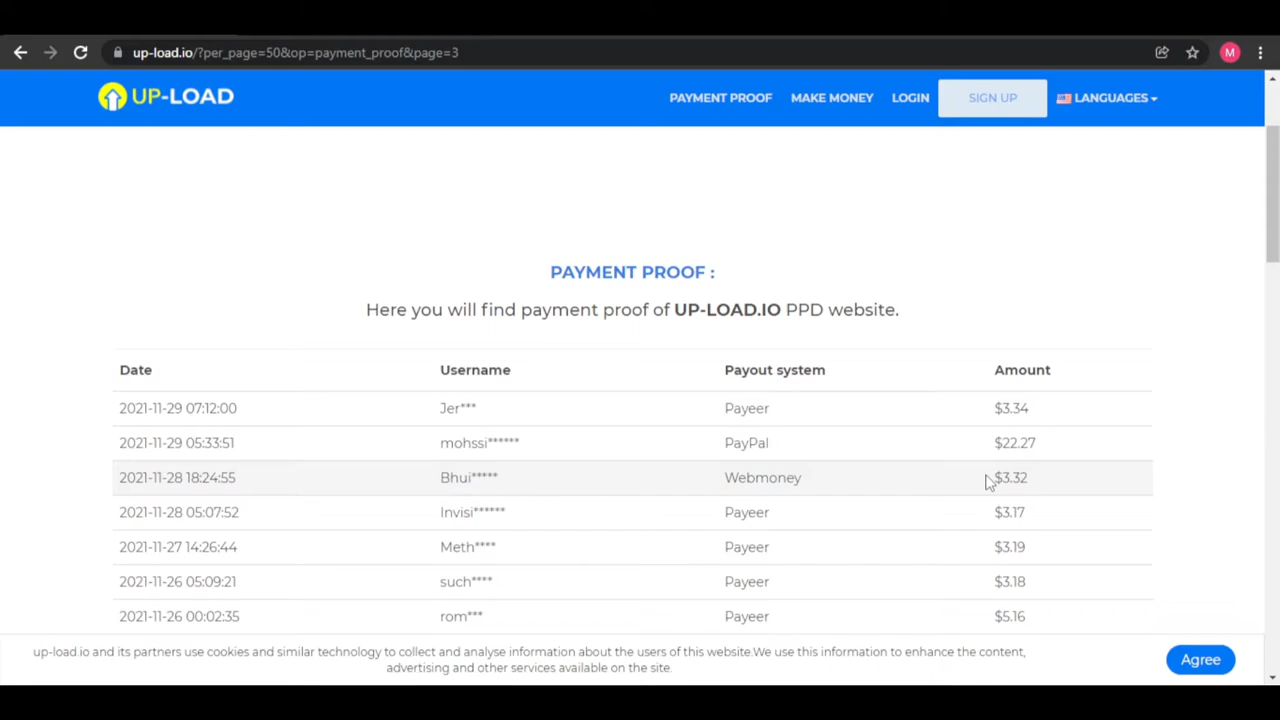 up-load.io/?per_page=50&op=payment_proof&page=3
M
UP-LOAD
PAYMENT PROOF MAKE MONEY LOGIN SIGN UP LANGUAGES
PAYMENT PROOF :
Here you will find payment proof of UP-LOAD.IO PPD website.
Date Username Payout system Amount
2021-11-29 07:12:00 Jer*** Payeer $3.34
2021-11-29 05:33:51 mohssi****** PayPal $22.27
2021-11-28 18:24:55 Bhui***** Webmoney $3.32
2021-11-28 05:07:52 Invisi****** Payeer $3.17
2021-11-27 14:26:44 Meth**** Payeer $3.19
2021-11-26 05:09:21 such**** Payeer $3.18
2021-11-26 00:02:35 rom*** Payeer $5.16
up-load.io and its partners use cookies and similar technology to collect and analyse information about the users of this website.We use this information to enhance the content,
advertising and other services available on the site.
Agree